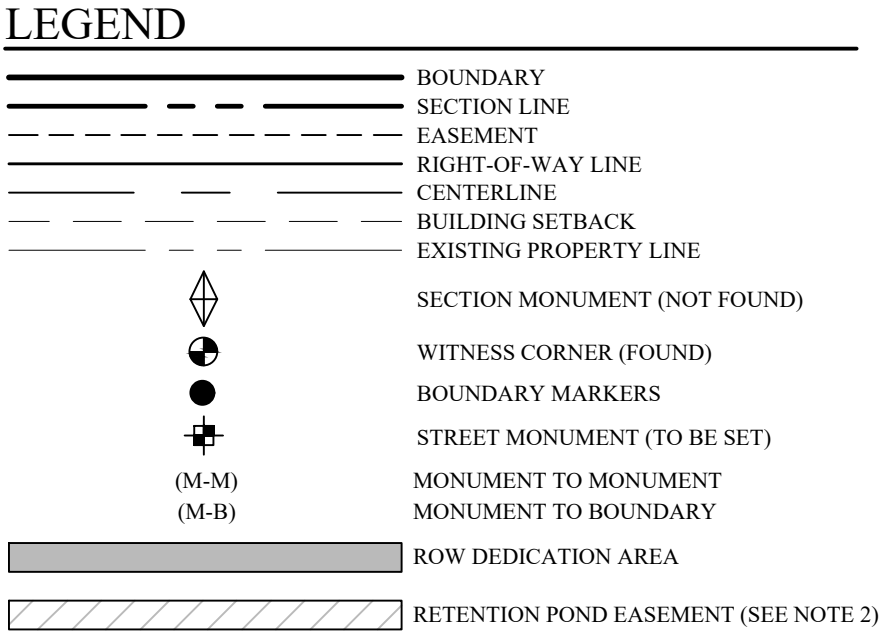 LEGEND
BOUNDARY
SECTION LINE
EASEMENT
RIGHT-OF-WAY LINE
CENTERLINE
BUILDING SETBACK
EXISTING PROPERTY LINE
SECTION MONUMENT (NOT FOUND)
WITNESS CORNER (FOUND)
BOUNDARY MARKERS
STREET MONUMENT (TO BE SET)
(M-M) MONUMENT TO MONUMENT
(M-B) MONUMENT TO BOUNDARY
ROW DEDICATION AREA
RETENTION POND EASEMENT (SEE NOTE 2)